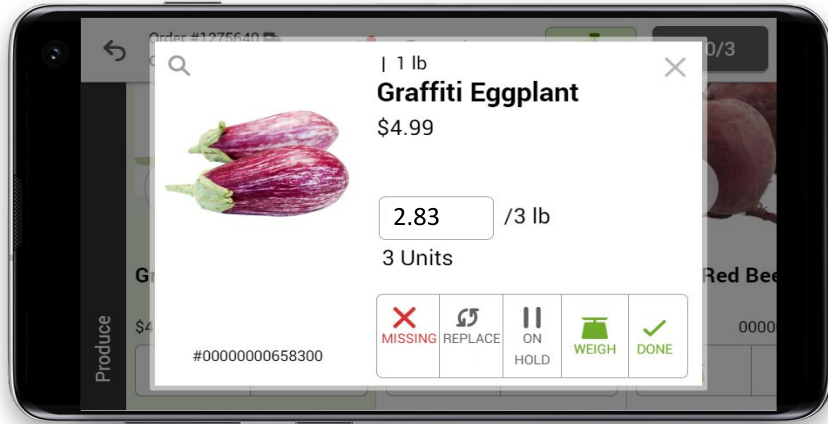 Order #1275640
0/3
| 1 lb
Graffiti Eggplant
$4.99
2.83 /3 lb
3 Units
Red Bee
$4
0000
Produce
MISSING
REPLACE
ON HOLD
WEIGH
DONE
#00000000658300